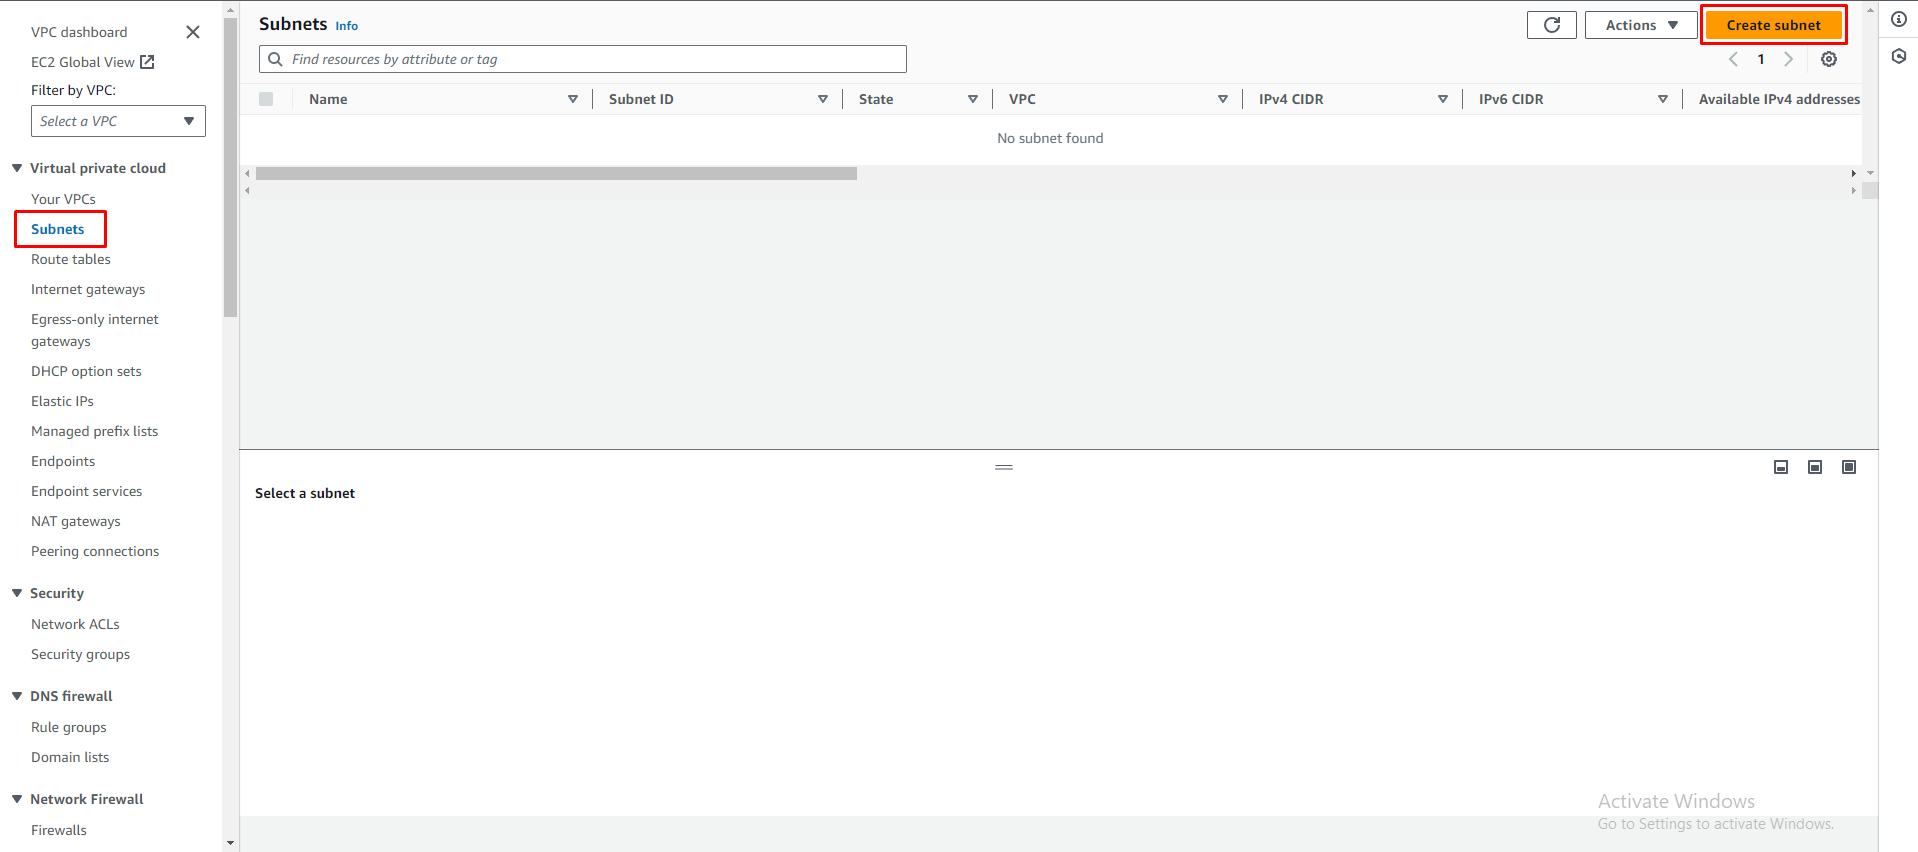 VPC dashboard
EC2 Global View
Filter by VPC:
Select a VPC
Virtual private cloud
Your VPCs
Subnets
Route tables
Internet gateways
Egress-only internet
gateways
DHCP option sets
Elastic IPs
Managed prefix lists
Endpoints
Endpoint services
NAT gateways
Peering connections
Security
Network ACLs
Security groups
DNS firewall
Rule groups
Domain lists
Network Firewall
Firewalls
Subnets Info
Actions
Create subnet
Find resources by attribute or tag
1
Name Subnet ID State VPC IPv4 CIDR IPv6 CIDR Available IPv4 addresses
No subnet found
Select a subnet
Activate Windows
Go to Settings to activate Windows.